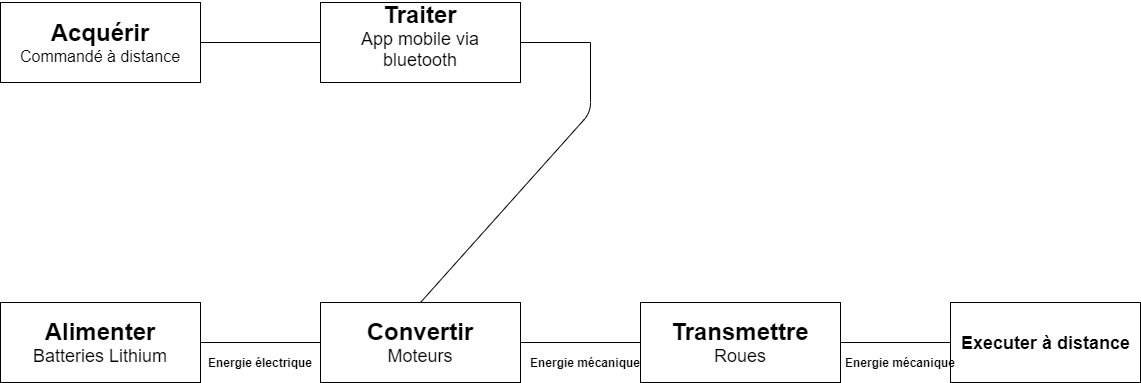 Acquérir
Commandé à distance
Traiter
App mobile via
bluetooth
Alimenter
Batteries Lithium
Energie électrique
Convertir
Moteurs
Energie mécanique
Transmettre
Roues
Energie mécanique
Executer à distance